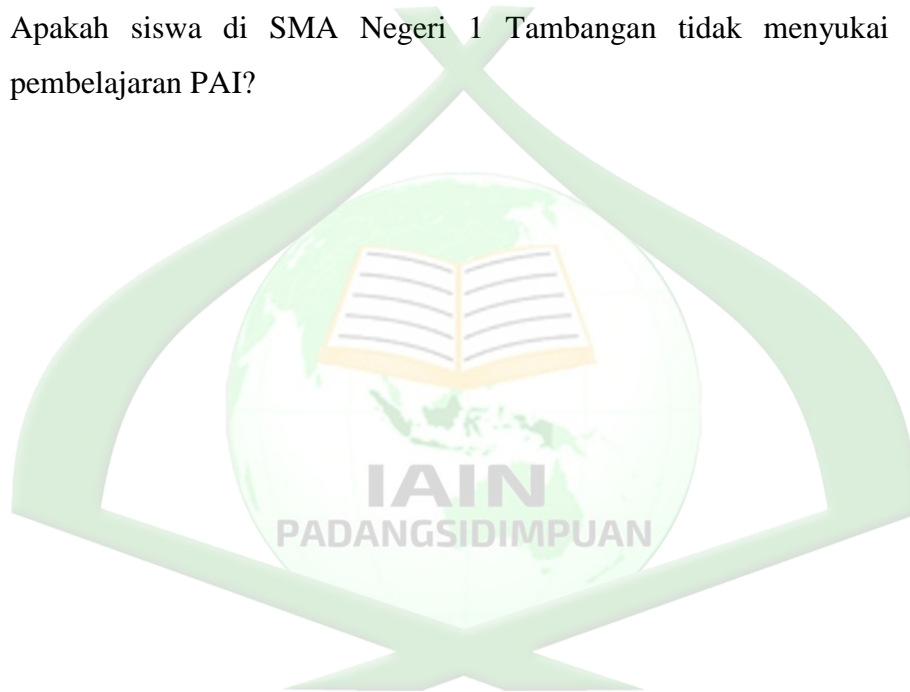 Apakah siswa di SMA Negeri 1 Tambangan tidak menyukai
pembelajaran PAI?
IAIN
PADANGSIDIMPUAN